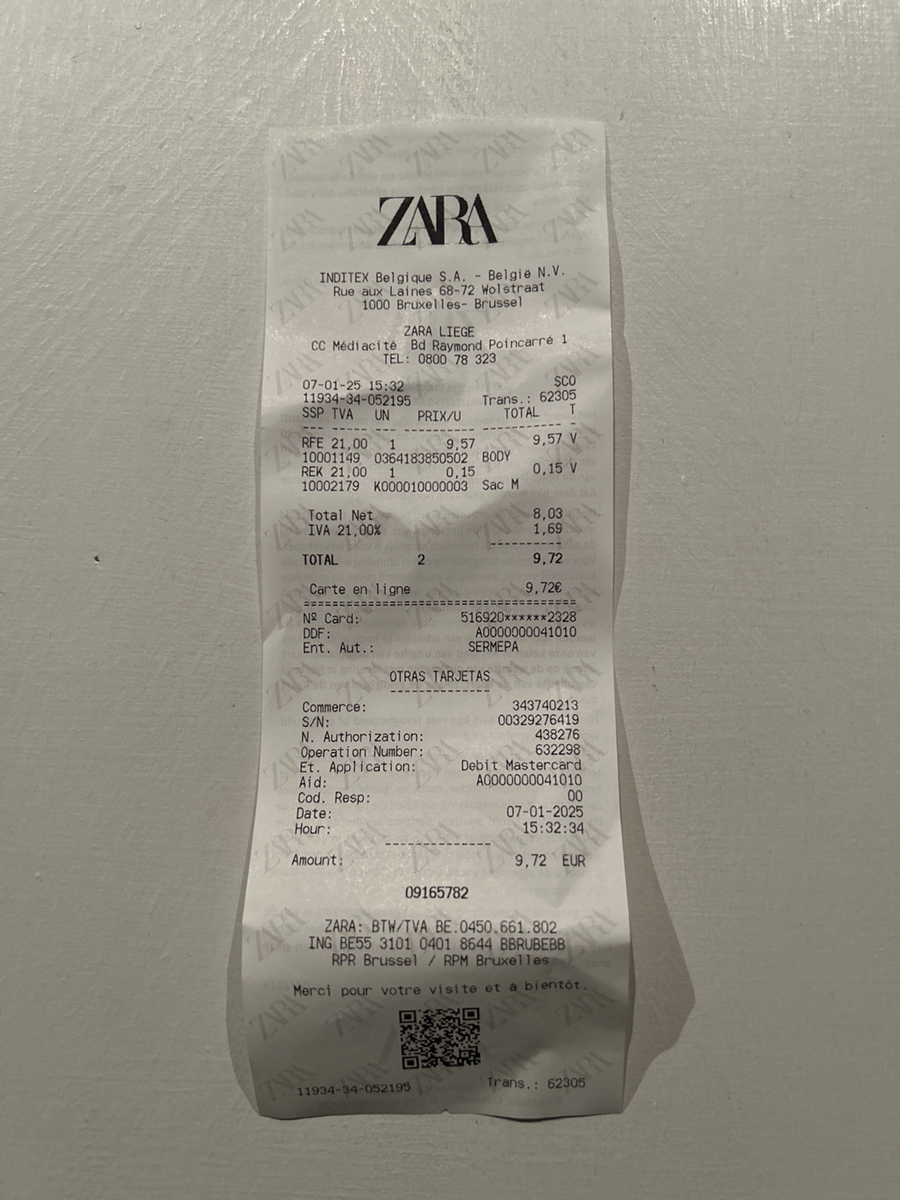 ZARA
INDITEX Belgique S.A. - België N.V.
Rue aux Laines 68-72 Wolstraat
1000 Bruxelles- Brussel
ZARA LIEGE
CC Médiacité Bd Raymond Poincarré 1
TEL: 0800 78 323
07-01-25 15:32 SCO
11934-34-052195 Trans.: 62305
SSP TVA UN PRIX/U TOTAL T
--- ----- --- ---------- ---------- -
RFE 21,00 1 9,57 9,57 V
10001149 0364183850502 BODY
REK 21,00 1 0,15 0,15 V
10002179 K000010000003 Sac M
Total Net 8,03
IVA 21,00% 1,69
----------
TOTAL 2 9,72
Carte en ligne 9,72€
======================================
Nº Card: 516920******2328
DDF: A0000000041010
Ent. Aut.: SERMEPA
OTRAS TARJETAS
--------------
Commerce: 343740213
S/N: 00329276419
N. Authorization: 438276
Operation Number: 632298
Et. Application: Debit Mastercard
Aid: A0000000041010
Cod. Resp: 00
Date: 07-01-2025
Hour: 15:32:34
--------------
Amount: 9,72 EUR
09165782
ZARA: BTW/TVA BE.0450.661.802
ING BE55 3101 0401 8644 BBRUBEBB
RPR Brussel / RPM Bruxelles
Merci pour votre visite et à bientôt.
11934-34-052195 Trans.: 62305